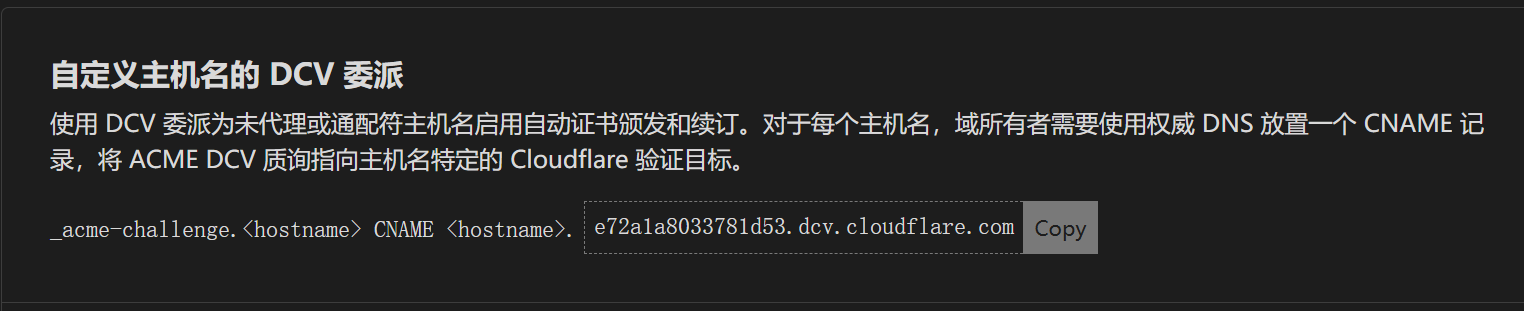 自定义主机名的 DCV 委派
使用 DCV 委派为未代理或通配符主机名启用自动证书颁发和续订。对于每个主机名，域所有者需要使用权威 DNS 放置一个 CNAME 记
录，将 ACME DCV 质询指向主机名特定的 Cloudflare 验证目标。
_acme-challenge.<hostname> CNAME <hostname>. e72a1a8033781d53.dcv.cloudflare.com Copy